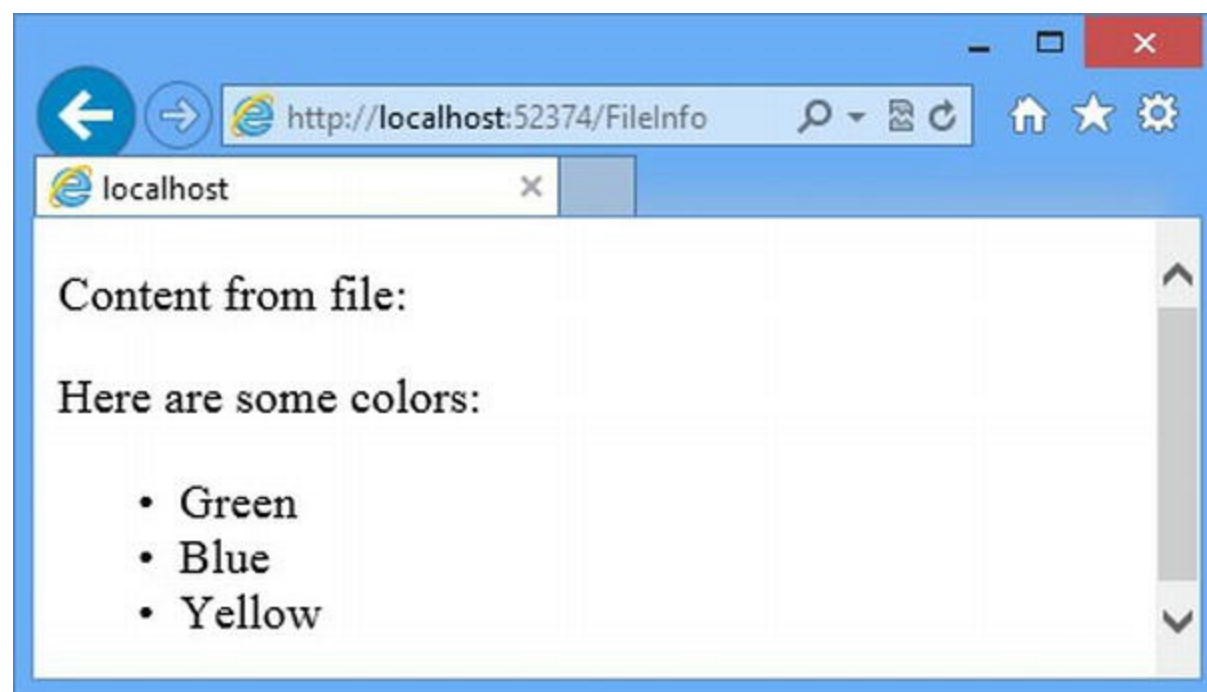 http://localhost:52374/FileInfo
localhost
Content from file:
Here are some colors:
• Green
• Blue
• Yellow